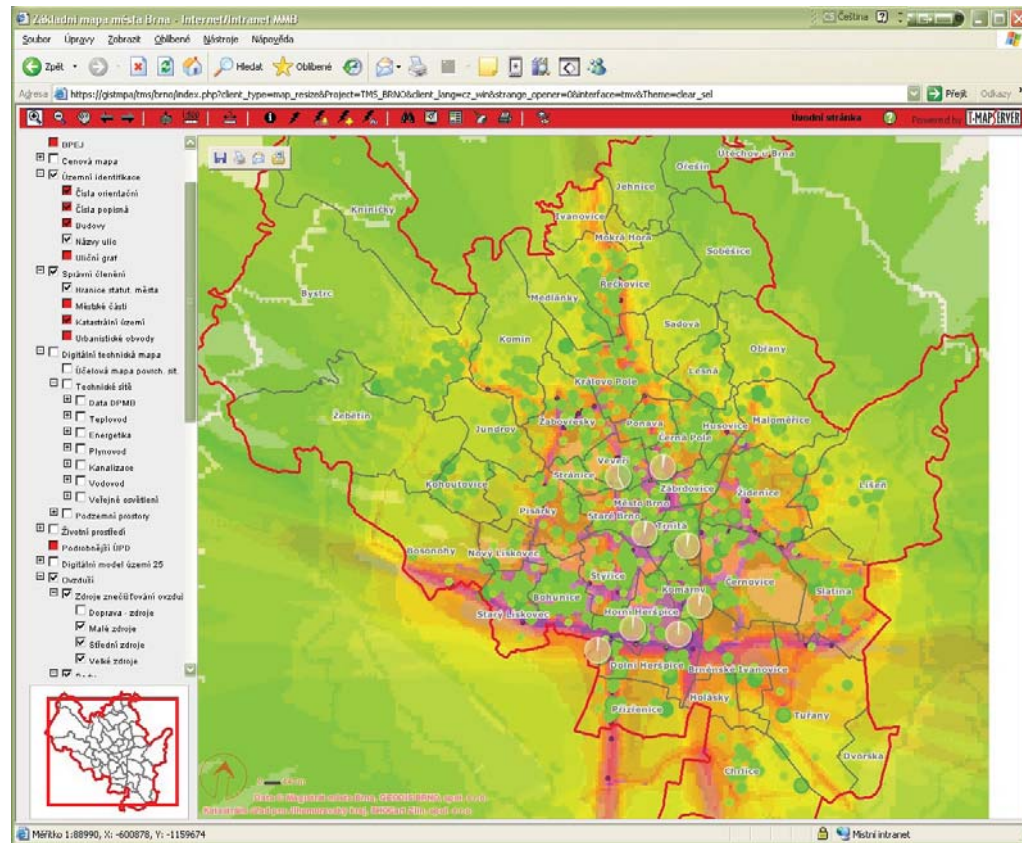 Základní mapa města Brna - Internet/Intranet MMB
Čeština
Soubor Úpravy Zobrazit Oblíbené Nástroje Nápověda
Zpět Hledat Oblíbené
Adresa https://gistmpa/tms/brno/index.php?client_type=map_resize&Project=TMS_BRNO&client_lang=cz_win&strange_opener=0&interface=tmv&Theme=clear_sel Přejít Odkazy
Úvodní stránka Powered by T-MAPSERVER
DPEJ
Cenová mapa
Územní identifikace
Čísla orientační
Čísla popisná
Budovy
Názvy ulic
Uliční graf
Správní členění
Hranice statut. města
Městské části
Katastrální území
Urbanistické obvody
Digitální technická mapa
Účelová mapa povrch. sit.
Technické sítě
Data DPMB
Teplovod
Energetika
Plynovod
Kanalizace
Vodovod
Veřejné osvětlení
Podzemní prostory
Životní prostředí
Podrobnější ÚPD
Digitální model území 25
Ovzduší
Zdroje znečišťování ovzduš
Doprava - zdroje
Malé zdroje
Střední zdroje
Velké zdroje
Útěchov u Brna
Ořešín
Jehnice
Kníničky
Ivanovice
Mokrá Hora
Soběšice
Bystrc
Řečkovice
Medlánky
Sadová
Komín
Obřany
Lesná
Královo Pole
Žebětín
Žabovřesky
Ponava
Maloměřice
Jundrov
Husovice
Černá Pole
Veveří
Stránice
Kohoutovice
Zábrdovice
Židenice
Líšeň
Město Brno
Pisárky
Staré Brno
Trnitá
Bosonohy
Nový Lískovec
Štýřice
Černovice
Bohunice
Komárov
Slatina
Starý Lískovec
Horní Heršpice
Dolní Heršpice
Brněnské Ivanovice
Holásky
Přízřenice
Tuřany
Dvorska
Chrlice
Data © Magistrát města Brna, GEODIS BRNO, spol. s r.o.
Měřítko 1:88990, X: -600878, Y: -1159674
Místní intranet